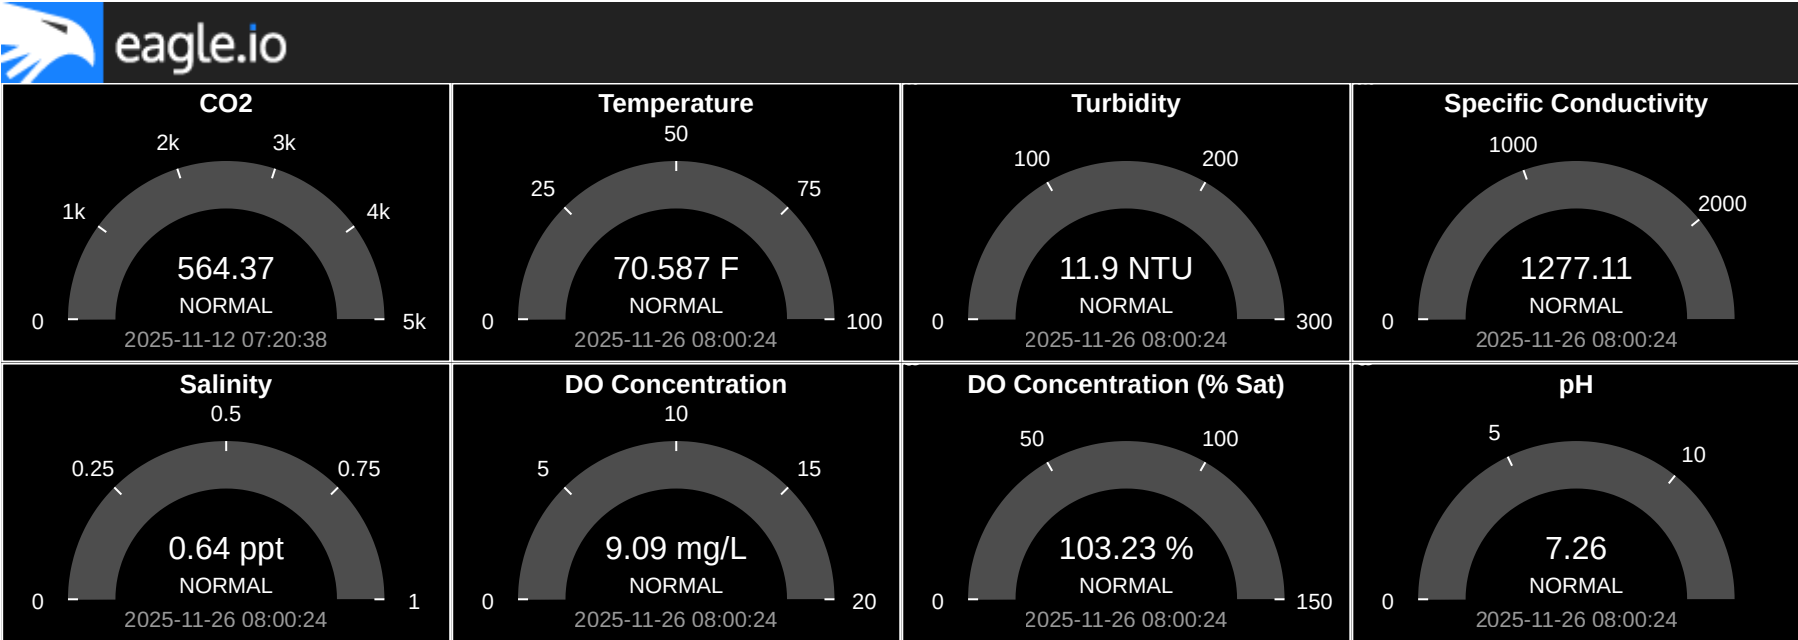 eagle.io
CO2
2k
3k
1k
4k
564.37
NORMAL
0
5k
2025-11-12 07:20:38
Temperature
50
25
75
70.587 F
NORMAL
0
100
2025-11-26 08:00:24
Turbidity
100
200
11.9 NTU
NORMAL
0
300
2025-11-26 08:00:24
Specific Conductivity
1000
2000
1277.11
NORMAL
0
2025-11-26 08:00:24
Salinity
0.5
0.25
0.75
0.64 ppt
NORMAL
0
1
2025-11-26 08:00:24
DO Concentration
10
5
15
9.09 mg/L
NORMAL
0
20
2025-11-26 08:00:24
DO Concentration (% Sat)
50
100
103.23 %
NORMAL
0
150
2025-11-26 08:00:24
pH
5
10
7.26
NORMAL
0
2025-11-26 08:00:24